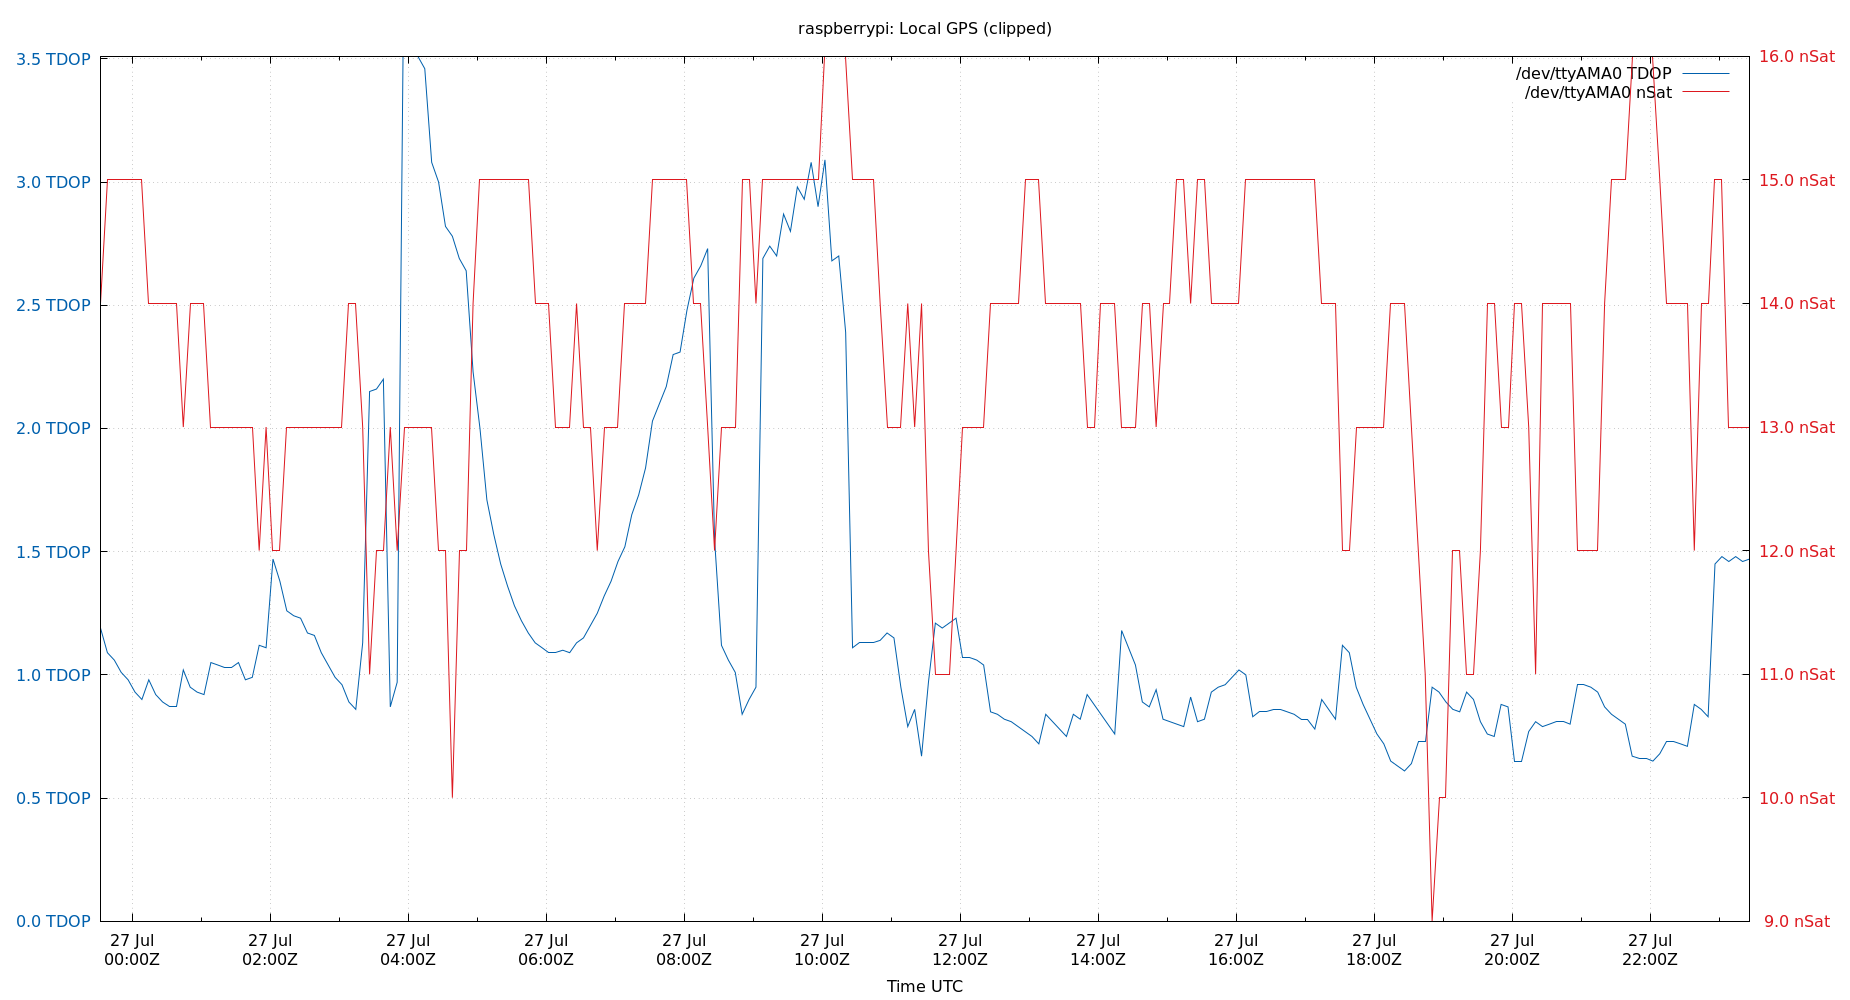 raspberrypi: Local GPS (clipped)
3.5 TDOP
3.0 TDOP
2.5 TDOP
2.0 TDOP
1.5 TDOP
1.0 TDOP
0.5 TDOP
0.0 TDOP
16.0 nSat
15.0 nSat
14.0 nSat
13.0 nSat
12.0 nSat
11.0 nSat
10.0 nSat
9.0 nSat
/dev/ttyAMA0 TDOP
/dev/ttyAMA0 nSat
27 Jul 27 Jul 27 Jul 27 Jul 27 Jul 27 Jul 27 Jul 27 Jul 27 Jul 27 Jul 27 Jul 27 Jul
00:00Z 02:00Z 04:00Z 06:00Z 08:00Z 10:00Z 12:00Z 14:00Z 16:00Z 18:00Z 20:00Z 22:00Z
Time UTC